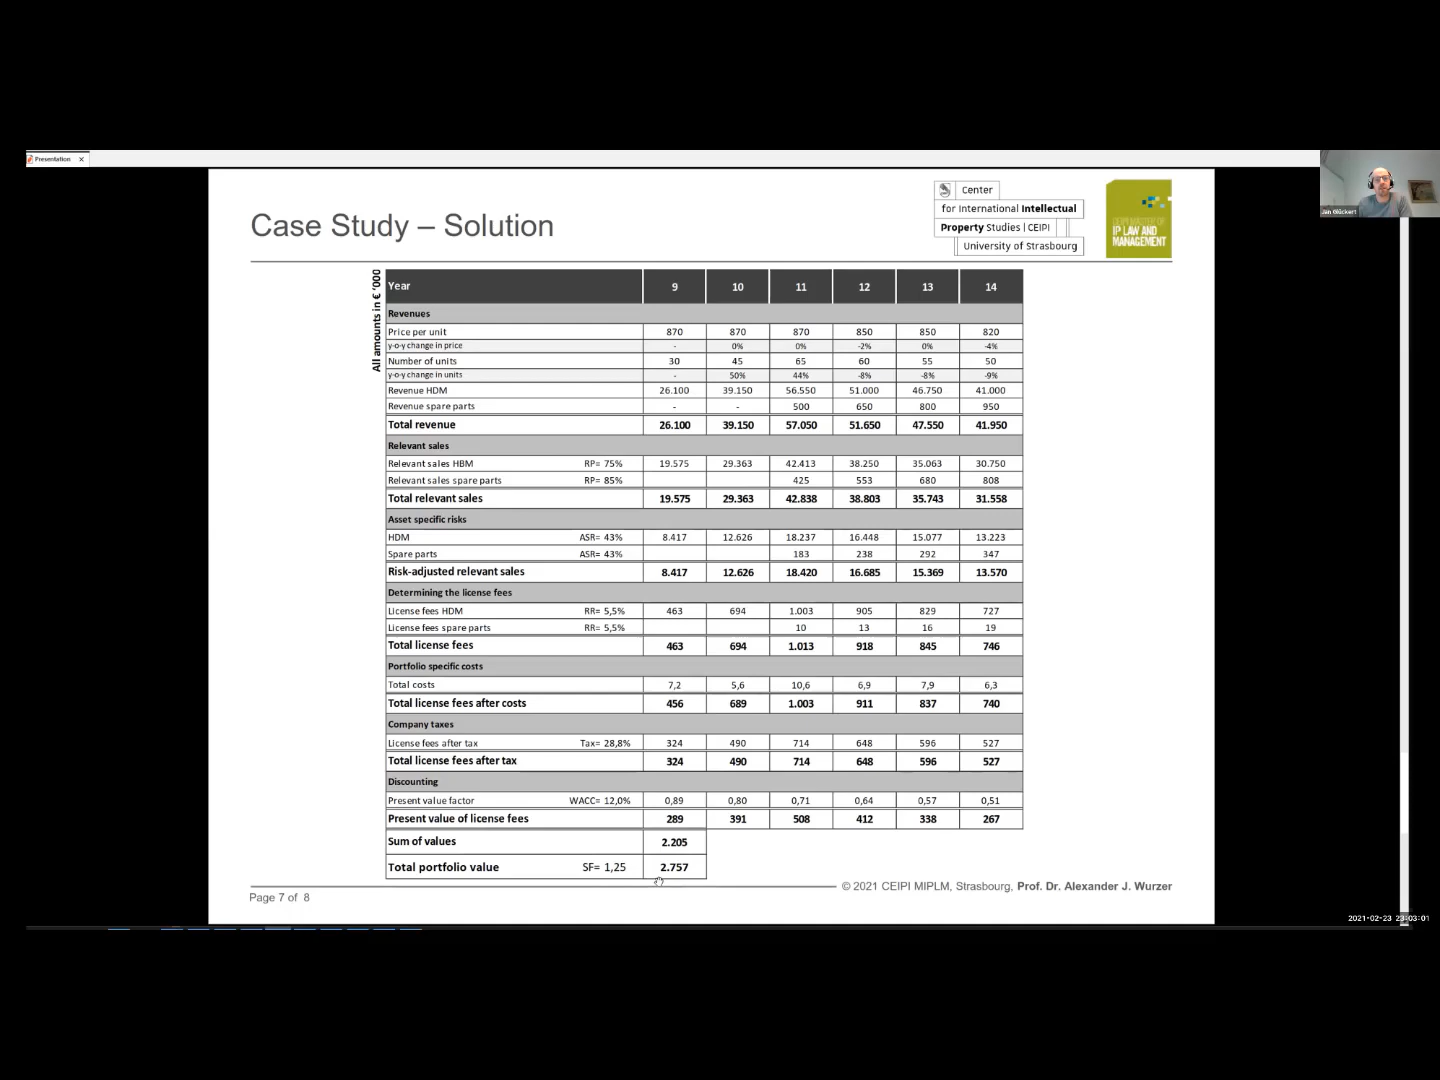 Presentation ×
Jan Wückert
Case Study – Solution
Center
for International Intellectual
Property Studies | CEIPI
University of Strasbourg
IP LAW AND
MANAGEMENT
All amounts in € '000
Year 9 10 11 12 13 14
Revenues
Price per unit 870 870 870 850 850 820
y-o-y change in price - 0% 0% -2% 0% -4%
Number of units 30 45 65 60 55 50
y-o-y change in units - 50% 44% -8% -8% -9%
Revenue HDM 26.100 39.150 56.550 51.000 46.750 41.000
Revenue spare parts - - 500 650 800 950
Total revenue 26.100 39.150 57.050 51.650 47.550 41.950
Relevant sales
Relevant sales HBM RP= 75% 19.575 29.363 42.413 38.250 35.063 30.750
Relevant sales spare parts RP= 85% 425 553 680 808
Total relevant sales 19.575 29.363 42.838 38.803 35.743 31.558
Asset specific risks
HDM ASR= 43% 8.417 12.626 18.237 16.448 15.077 13.223
Spare parts ASR= 43% 183 238 292 347
Risk-adjusted relevant sales 8.417 12.626 18.420 16.685 15.369 13.570
Determining the license fees
License fees HDM RR= 5,5% 463 694 1.003 905 829 727
License fees spare parts RR= 5,5% 10 13 16 19
Total license fees 463 694 1.013 918 845 746
Portfolio specific costs
Total costs 7,2 5,6 10,6 6,9 7,9 6,3
Total license fees after costs 456 689 1.003 911 837 740
Company taxes
License fees after tax Tax= 28,8% 324 490 714 648 596 527
Total license fees after tax 324 490 714 648 596 527
Discounting
Present value factor WACC= 12,0% 0,89 0,80 0,71 0,64 0,57 0,51
Present value of license fees 289 391 508 412 338 267
Sum of values 2.205
Total portfolio value SF= 1,25 2.757
© 2021 CEIPI MIPLM, Strasbourg, Prof. Dr. Alexander J. Wurzer
Page 7 of 8
2021-02-23 23:03:01